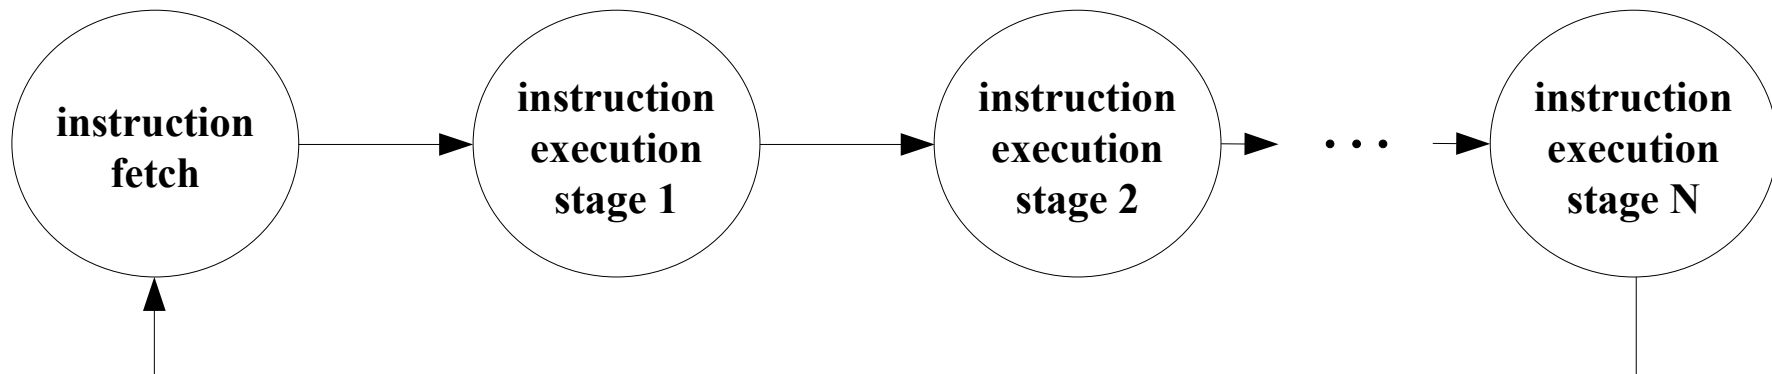 instruction
fetch
instruction
execution
stage 1
instruction
execution
stage 2
. . .
instruction
execution
stage N